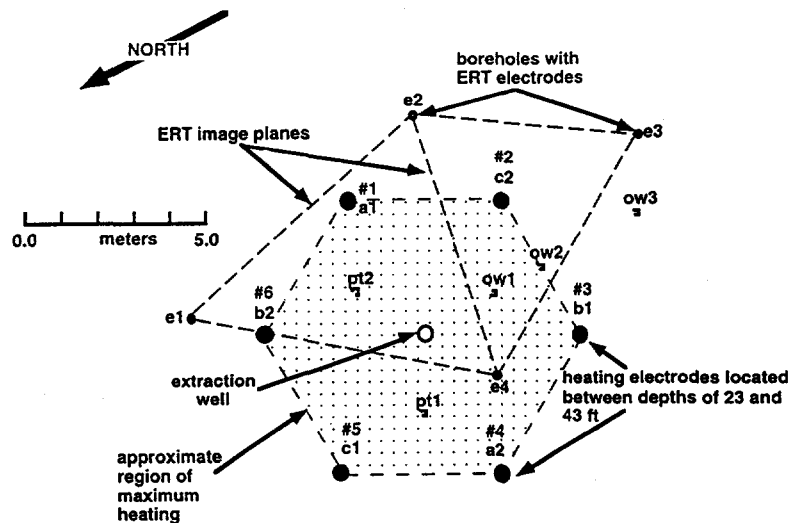 NORTH
boreholes with
ERT electrodes
e2
ERT image planes
e3
#2
c2
#1
a1
ow3
0.0
meters
5.0
ow2
pt2
ow1
#6
b2
#3
b1
e1
extraction
well
e4
heating electrodes located
between depths of 23 and
43 ft
pt1
#5
c1
#4
a2
approximate
region of
maximum
heating